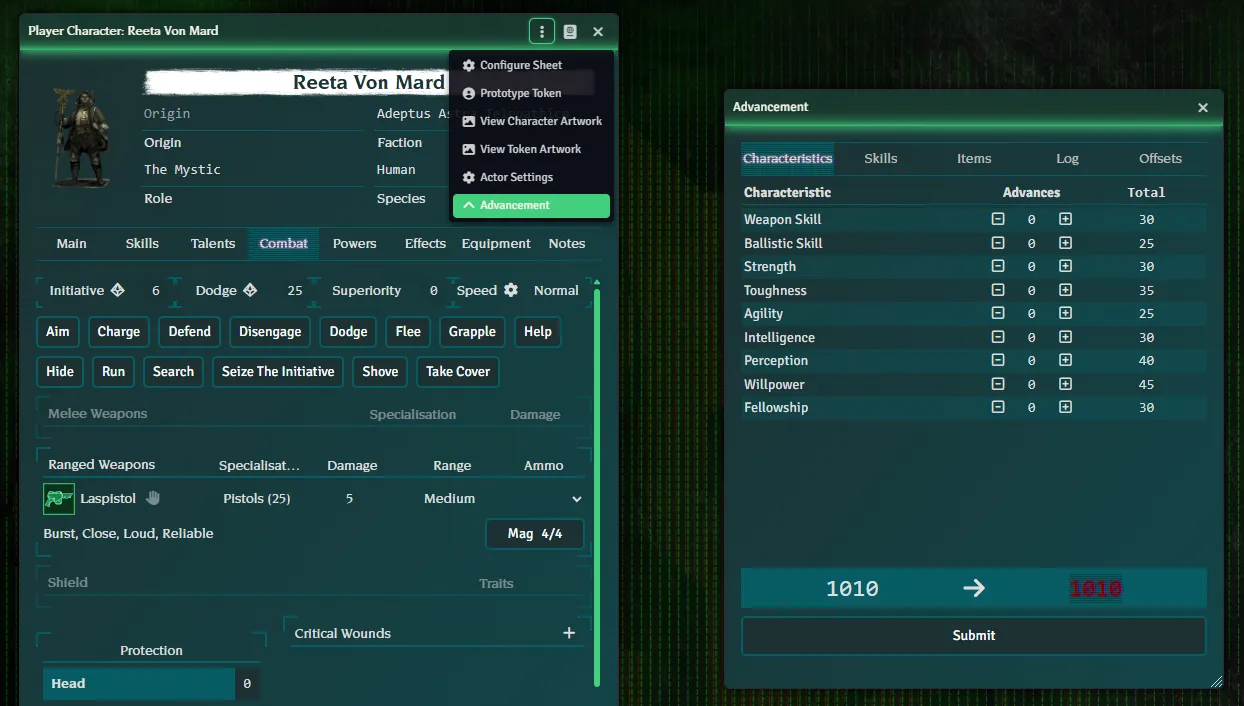 Player Character: Reeta Von Mard
Reeta Von Mard
Origin
Adeptus
Origin
Faction
The Mystic
Human
Role
Species
Configure Sheet
Prototype Token
View Character Artwork
View Token Artwork
Actor Settings
Advancement
Main Skills Talents Combat Powers Effects Equipment Notes
Initiative 6 Dodge 25 Superiority 0 Speed Normal
Aim Charge Defend Disengage Dodge Flee Grapple Help
Hide Run Search Seize The Initiative Shove Take Cover
Melee Weapons Specialisation Damage
Ranged Weapons Specialisat... Damage Range Ammo
Laspistol Pistols (25) 5 Medium
Burst, Close, Loud, Reliable Mag 4/4
Shield Traits
Critical Wounds +
Protection
Head 0
Advancement
Characteristics Skills Items Log Offsets
Characteristic Advances Total
Weapon Skill 0 30
Ballistic Skill 0 25
Strength 0 30
Toughness 0 35
Agility 0 25
Intelligence 0 30
Perception 0 40
Willpower 0 45
Fellowship 0 30
1010 → 1010
Submit